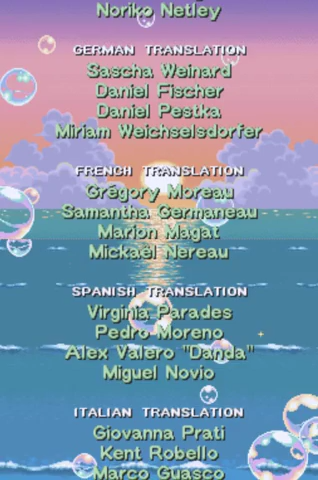 Noriko Netley
GERMAN TRANSLATION
Sascha Weinard
Daniel Fischer
Daniel Pestka
Miriam Weichselsdorfer
FRENCH TRANSLATION
Grégory Moreau
Samantha Germaneau
Marion Magat
Mickaël Nereau
SPANISH TRANSLATION
Virginia Parades
Pedro Moreno
Alex Valero "Danda"
Miguel Novio
ITALIAN TRANSLATION
Giovanna Prati
Kent Robello
Marco Guasco